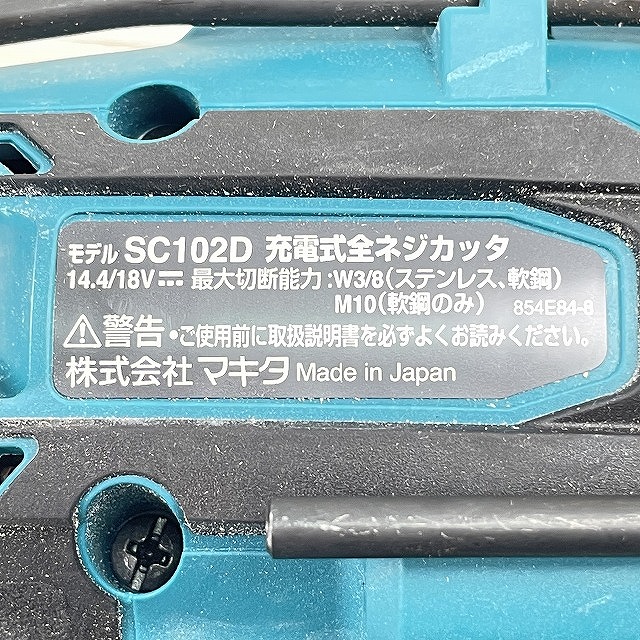 モデル SC102D 充電式全ネジカッタ
14.4/18V⎓ 最大切断能力:W3/8(ステンレス、軟鋼)
M10(軟鋼のみ) 854E84-8
⚠警告・ご使用前に取扱説明書を必ずよくお読みください。
株式会社マキタ Made in Japan